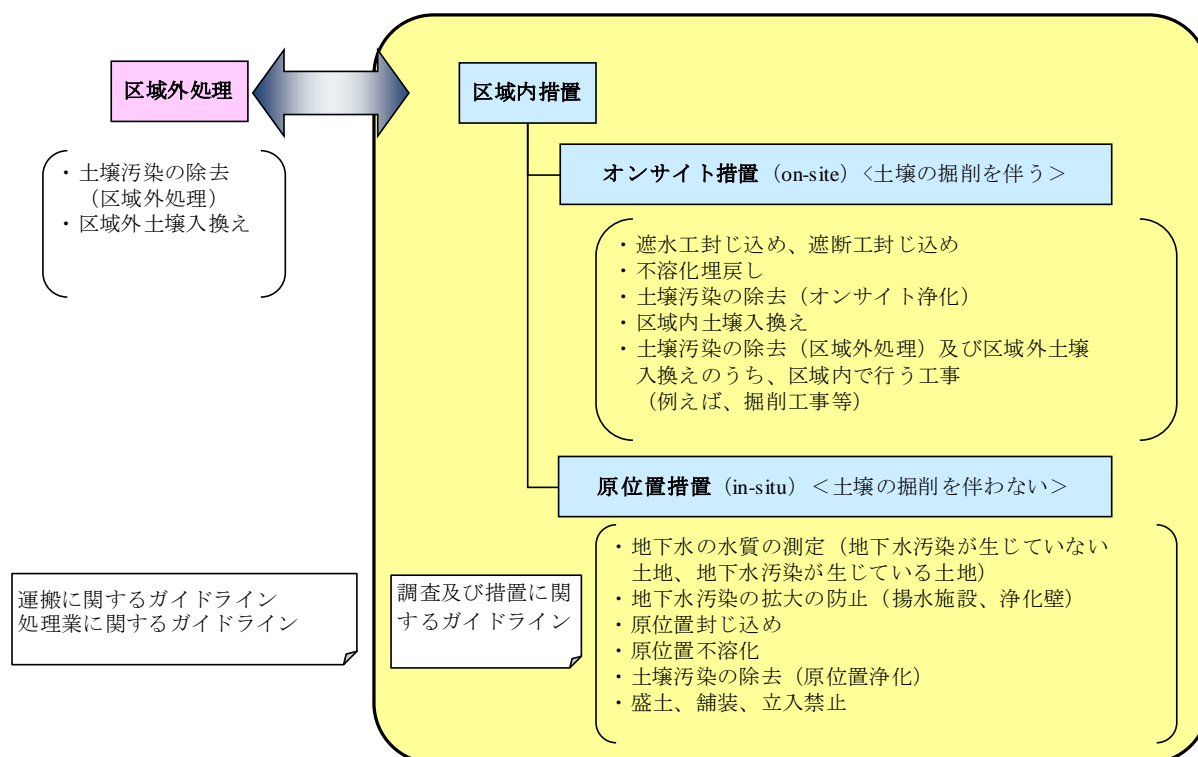 区域外処理
・土壌汚染の除去
（区域外処理）
・区域外土壌入換え
区域内措置
オンサイト措置（on-site）<土壌の掘削を伴う＞
・遮水工封じ込め、遮断工封じ込め
・不溶化埋戻し
・土壌汚染の除去（オンサイト浄化）
・区域内土壌入換え
・土壌汚染の除去（区域外処理）及び区域外土壌
入換えのうち、区域内で行う工事
（例えば、掘削工事等）
原位置措置（in-situ）＜土壌の掘削を伴わない＞
・地下水の水質の測定（地下水汚染が生じていない
土地、地下水汚染が生じている土地）
・地下水汚染の拡大の防止（揚水施設、浄化壁）
・原位置封じ込め
・原位置不溶化
・土壌汚染の除去（原位置浄化）
・盛土、舗装、立入禁止
運搬に関するガイドライン
処理業に関するガイドライン
調査及び措置に関
するガイドライン